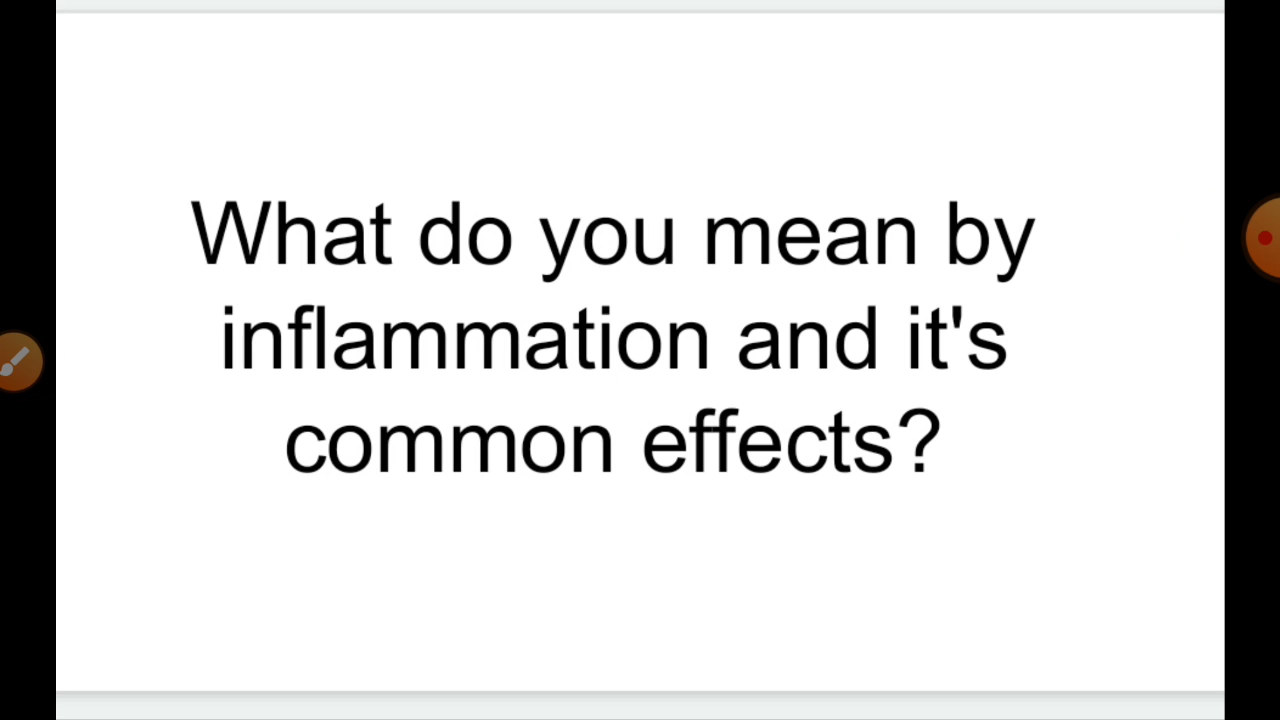 What do you mean by
inflammation and it's
common effects?